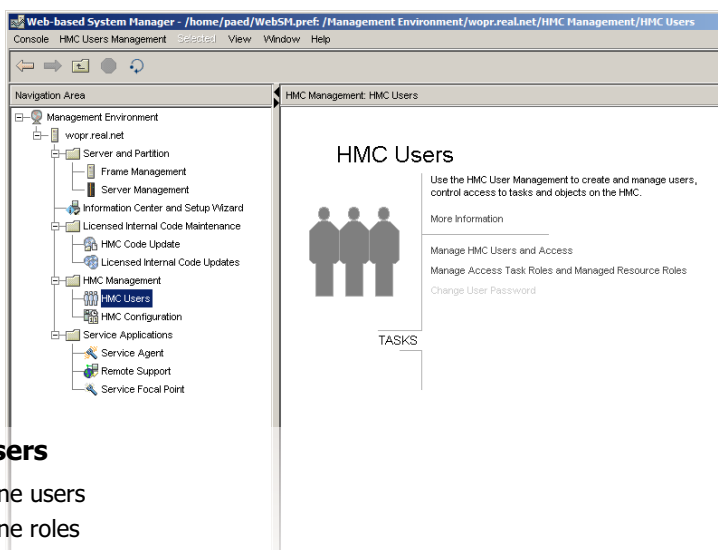 Web-based System Manager - /home/paed/WebSM.pref: /Management Environment/wopr.real.net/HMC Management/HMC Users
Console HMC Users Management Selected View Window Help
Navigation Area
HMC Management: HMC Users
Management Environment
wopr.real.net
Server and Partition
Frame Management
Server Management
Information Center and Setup Wizard
Licensed Internal Code Maintenance
HMC Code Update
Licensed Internal Code Updates
HMC Management
HMC Users
HMC Configuration
Service Applications
Service Agent
Remote Support
Service Focal Point
HMC Users
Use the HMC User Management to create and manage users,
control access to tasks and objects on the HMC.
More Information
Manage HMC Users and Access
Manage Access Task Roles and Managed Resource Roles
Change User Password
TASKS
sers
ne users
ne roles